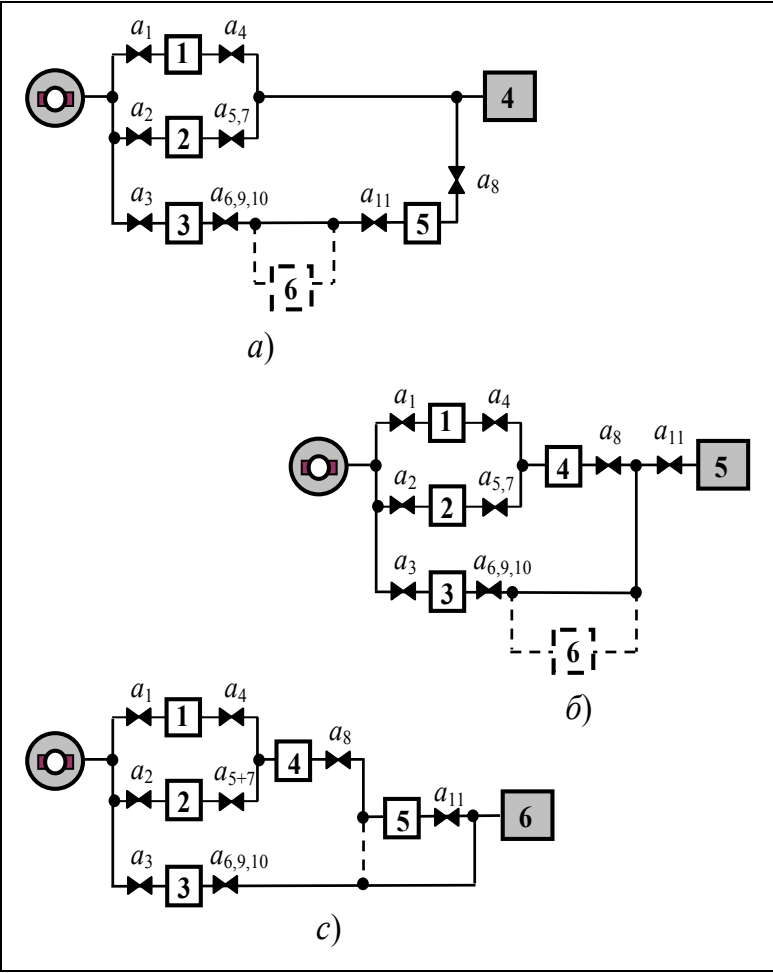 a1 1 a4
4
a2 2 a5,7
a8
a3 3 a6,9,10 a11 5
6
a)
a1 1 a4
4 a8 a11 5
a2 2 a5,7
a3 3 a6,9,10
6
б)
a1 1 a4
4 a8
a2 2 a5+7
5 a11 6
a3 3 a6,9,10
c)